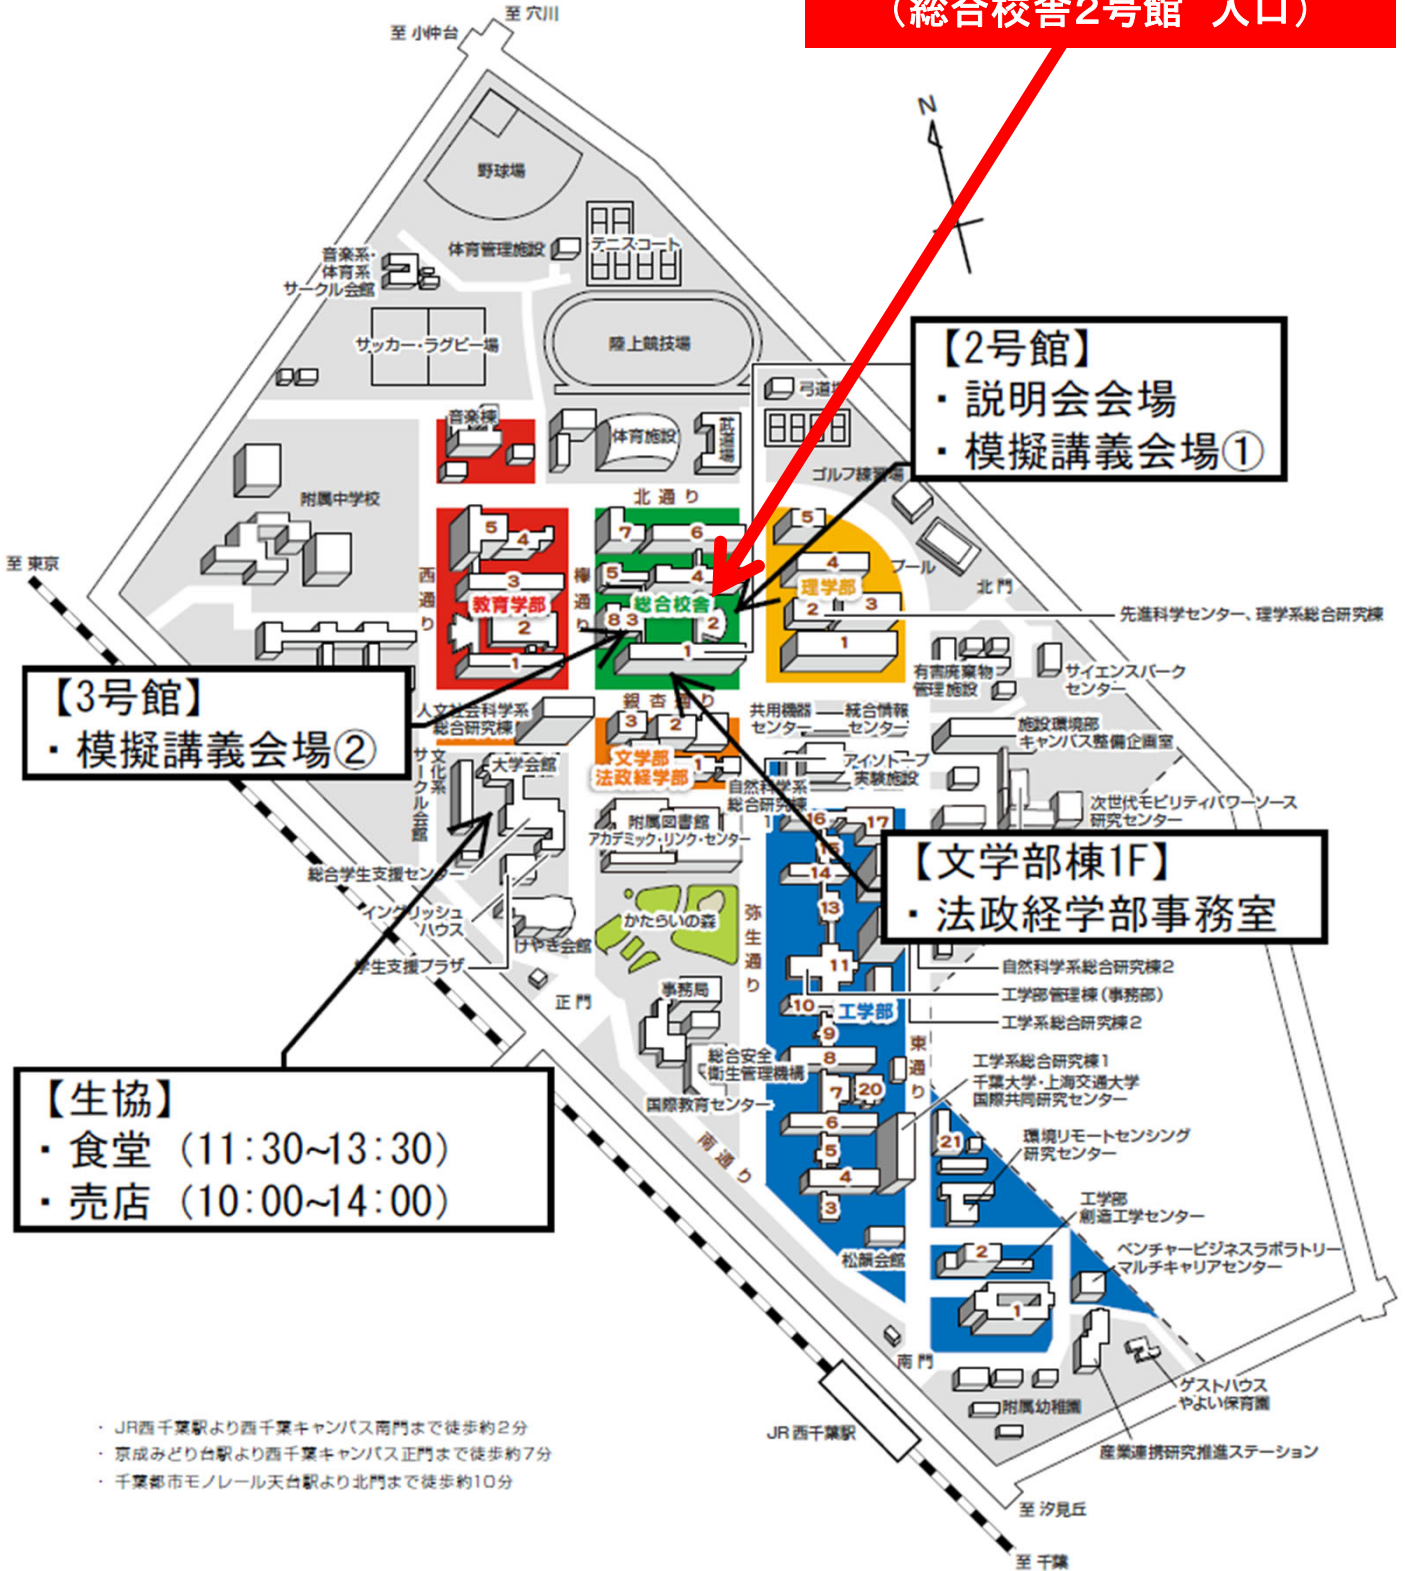 （総合校舎2号館　入口）
至 穴川
至 小仲台
N
野球場
体育管理施設
テニスコート
音楽系・
体育系
サークル会館
サッカー・ラグビー場
陸上競技場
【2号館】
・説明会会場
・模擬講義会場①
弓道場
音楽棟
体育施設
武道場
ゴルフ練習場
附属中学校
北通り
プール
北門
至 東京
西通り
欅通り
5
4
3
教育学部
2
1
7
6
5
4
総合校舎
8
3
2
1
5
4
理学部
2
3
1
先進科学センター、理学系総合研究棟
有害廃棄物
管理施設
サイエンスパーク
センター
【3号館】
・模擬講義会場②
人文社会科学系
総合研究棟
銀杏通り
共用機器
センター
統合情報
センター
施設環境部
キャンパス整備企画室
文化系
サークル会館
大学会館
3
2
文学部
法政経学部
1
自然科学系
総合研究棟
1
アイソトープ
実験施設
次世代モビリティパワーソース
研究センター
附属図書館
アカデミック・リンク・センター
16
17
15
14
13
【文学部棟1F】
・法政経学部事務室
総合学生支援センター
イングリッシュ
ハウス
けやき会館
学生支援プラザ
かたらいの森
弥生通り
11
自然科学系総合研究棟2
工学部管理棟（事務部）
工学系総合研究棟2
正門
事務局
10
工学部
9
8
東通り
総合安全
衛生管理機構
国際教育センター
7
20
6
5
4
3
工学系総合研究棟1
千葉大学・上海交通大学
国際共同研究センター
【生協】
・食堂（11:30~13:30）
・売店（10:00~14:00）
南通り
21
環境リモートセンシング
研究センター
工学部
創造工学センター
松韻会館
2
ベンチャービジネスラボラトリー
マルチキャリアセンター
1
南門
附属幼稚園
ゲストハウス
やよい保育園
JR 西千葉駅
産業連携研究推進ステーション
・ JR西千葉駅より西千葉キャンパス南門まで徒歩約2分
・ 京成みどり台駅より西千葉キャンパス正門まで徒歩約7分
・ 千葉都市モノレール天台駅より北門まで徒歩約10分
至 汐見丘
至 千葉